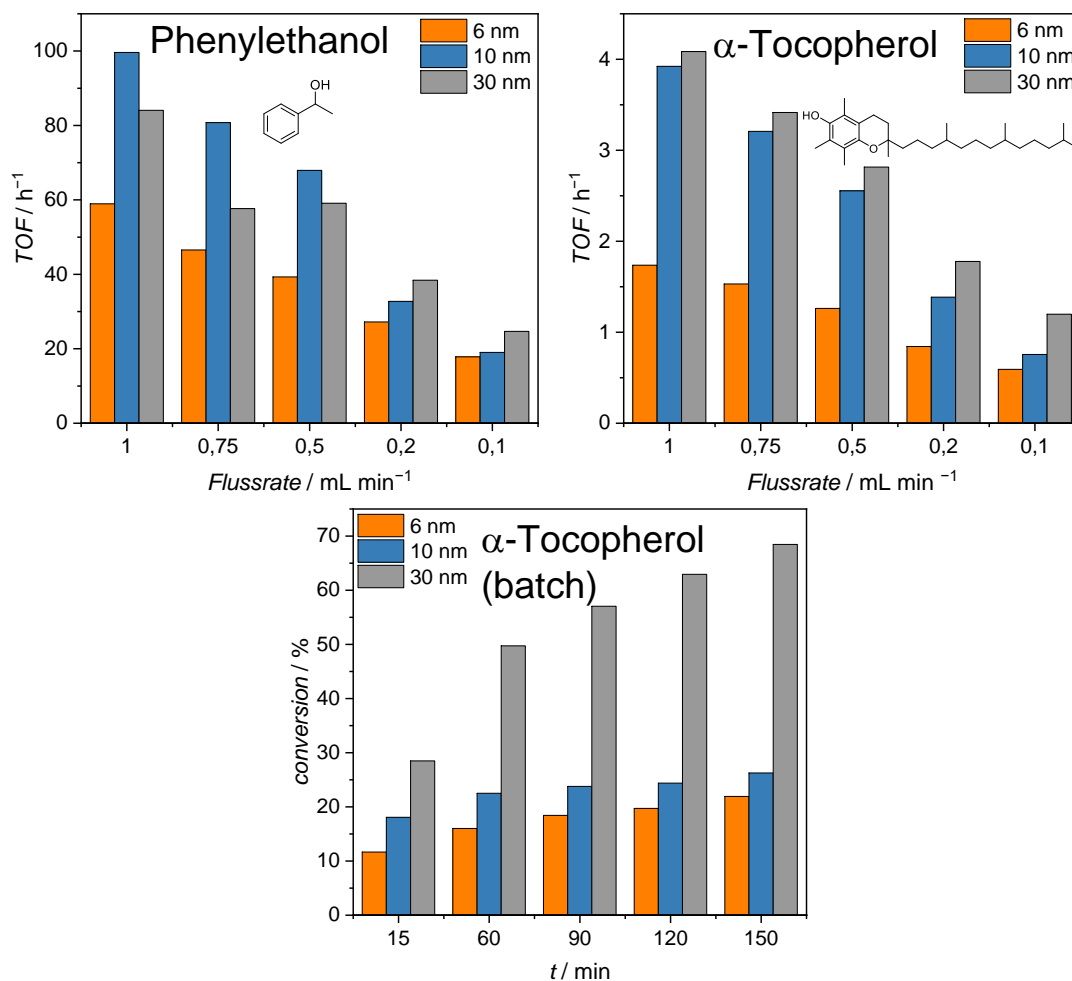 Phenylethanol
6 nm
10 nm
30 nm
OH
TOF / h⁻¹
100
80
60
40
20
0
1 0,75 0,5 0,2 0,1
Flussrate / mL min⁻¹
α-Tocopherol
6 nm
10 nm
30 nm
HO
O
TOF / h⁻¹
4
3
2
1
0
1 0,75 0,5 0,2 0,1
Flussrate / mL min ⁻¹
α-Tocopherol
(batch)
6 nm
10 nm
30 nm
conversion / %
70
60
50
40
30
20
10
0
15 60 90 120 150
t / min